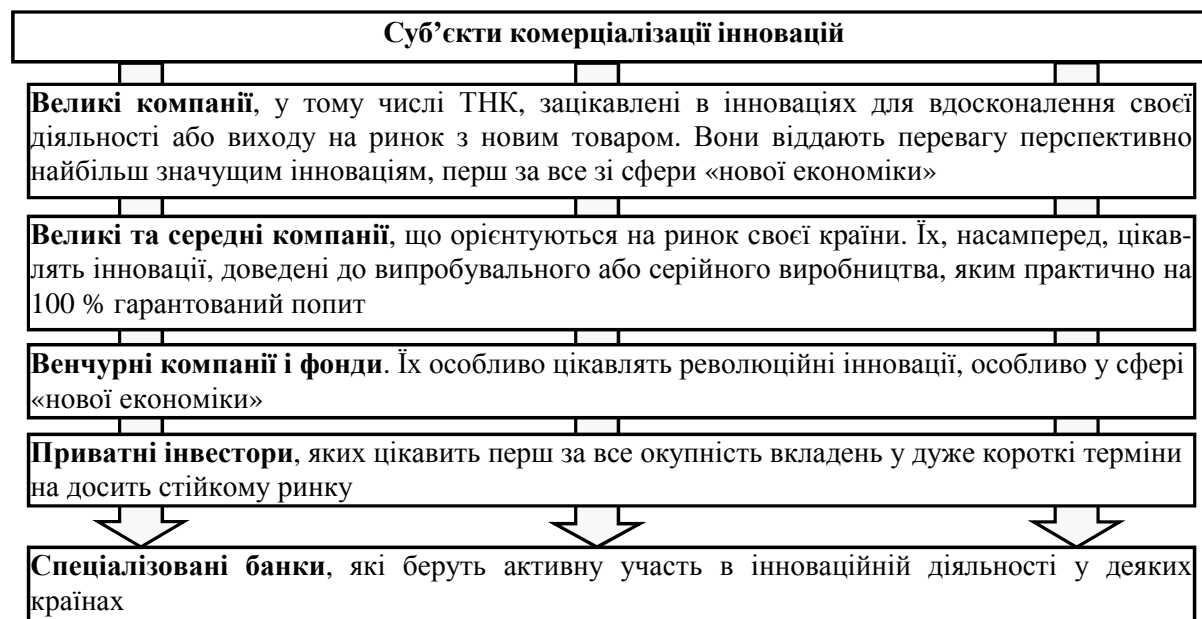 Суб’єкти комерціалізації інновацій
Великі компанії, у тому числі ТНК, зацікавлені в інноваціях для вдосконалення своєї
діяльності або виходу на ринок з новим товаром. Вони віддають перевагу перспективно
найбільш значущим інноваціям, перш за все зі сфери «нової економіки»
Великі та середні компанії, що орієнтуються на ринок своєї країни. Їх, насамперед, цікав-
лять інновації, доведені до випробувального або серійного виробництва, яким практично на
100 % гарантований попит
Венчурні компанії і фонди. Їх особливо цікавлять революційні інновації, особливо у сфері
«нової економіки»
Приватні інвестори, яких цікавить перш за все окупність вкладень у дуже короткі терміни
на досить стійкому ринку
Спеціалізовані банки, які беруть активну участь в інноваційній діяльності у деяких
країнах